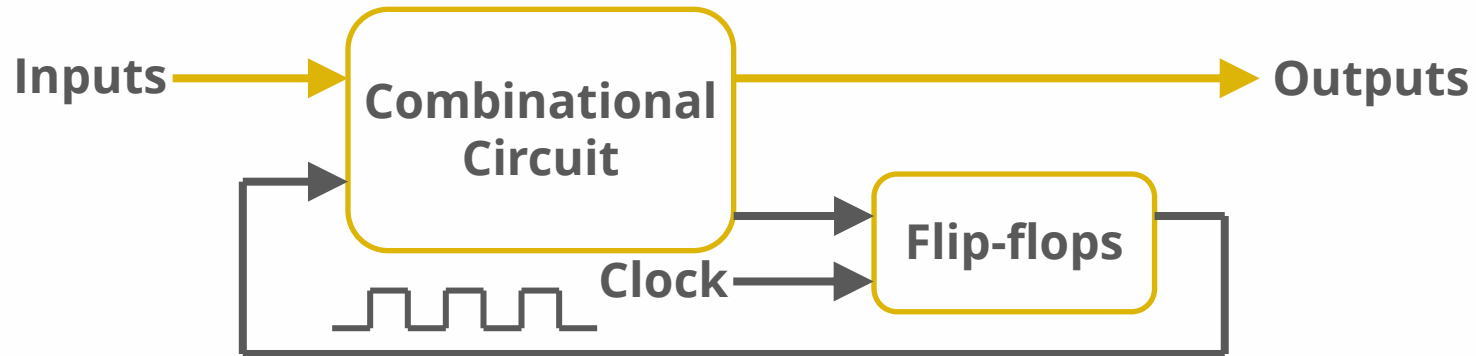 Inputs
Combinational
Circuit
Outputs
Flip-flops
Clock